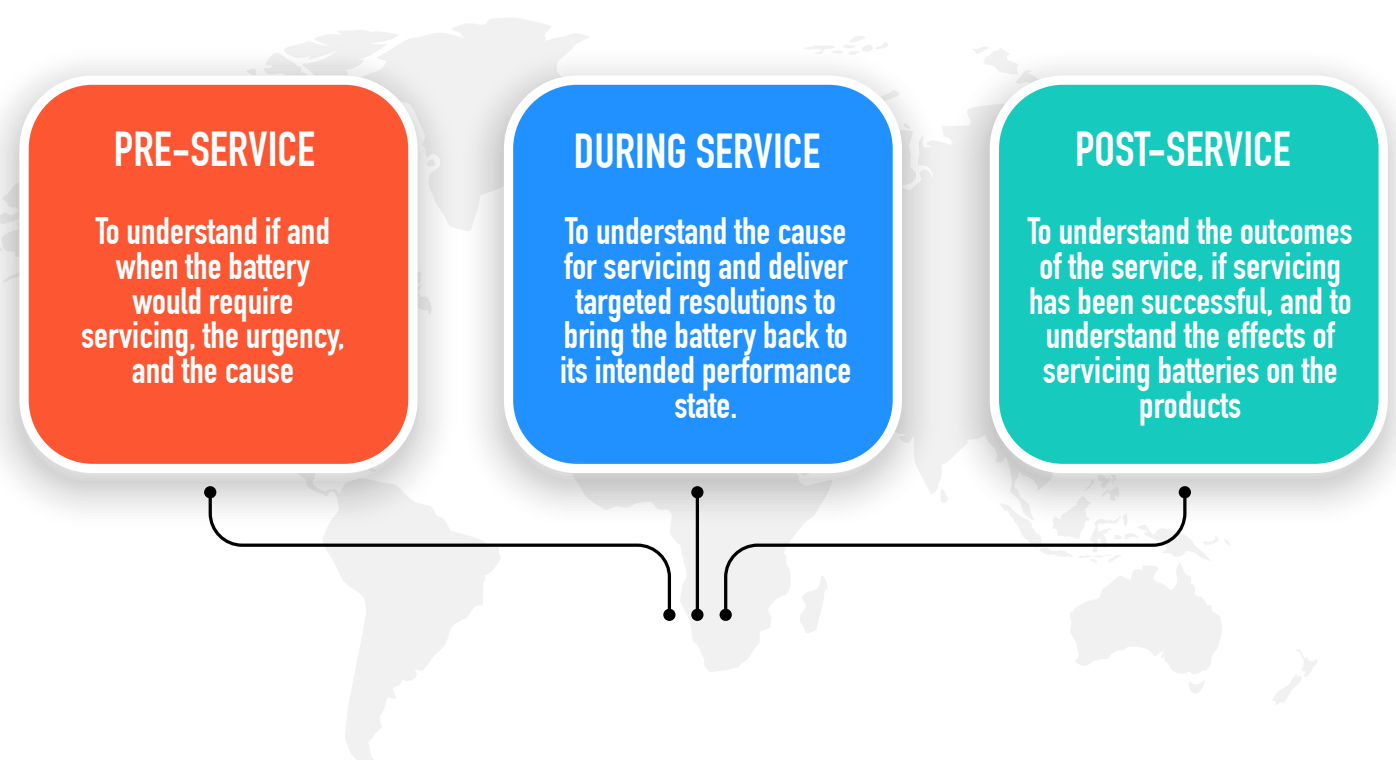 PRE-SERVICE
To understand if and
when the battery
would require
servicing, the urgency,
and the cause
DURING SERVICE
To understand the cause
for servicing and deliver
targeted resolutions to
bring the battery back to
its intended performance
state.
POST-SERVICE
To understand the outcomes
of the service, if servicing
has been successful, and to
understand the effects of
servicing batteries on the
products